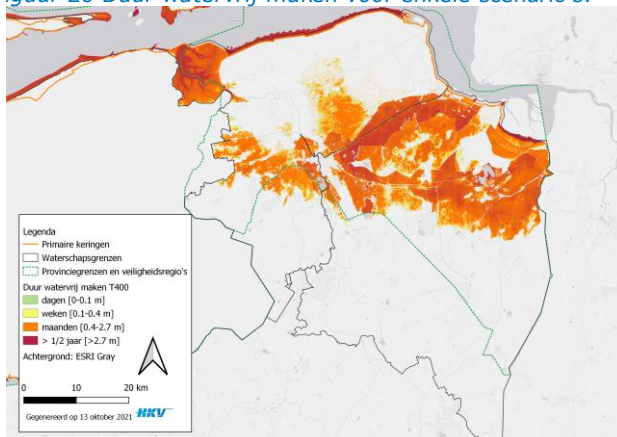 Figuur 20 Duur watervrij maken voor enkele scenario's.
Legenda
Primaire keringen
Waterschapsgrenzen
Provinciegrenzen en veiligheidsregio's
Duur watervrij maken T400
dagen [0-0.1 m]
weken [0.1-0.4 m]
maanden [0.4-2.7 m]
> 1/2 jaar [>2.7 m]
Achtergrond: ESRI Gray
0 10 20 km
Gegenereerd op 13 oktober 2021 HKV